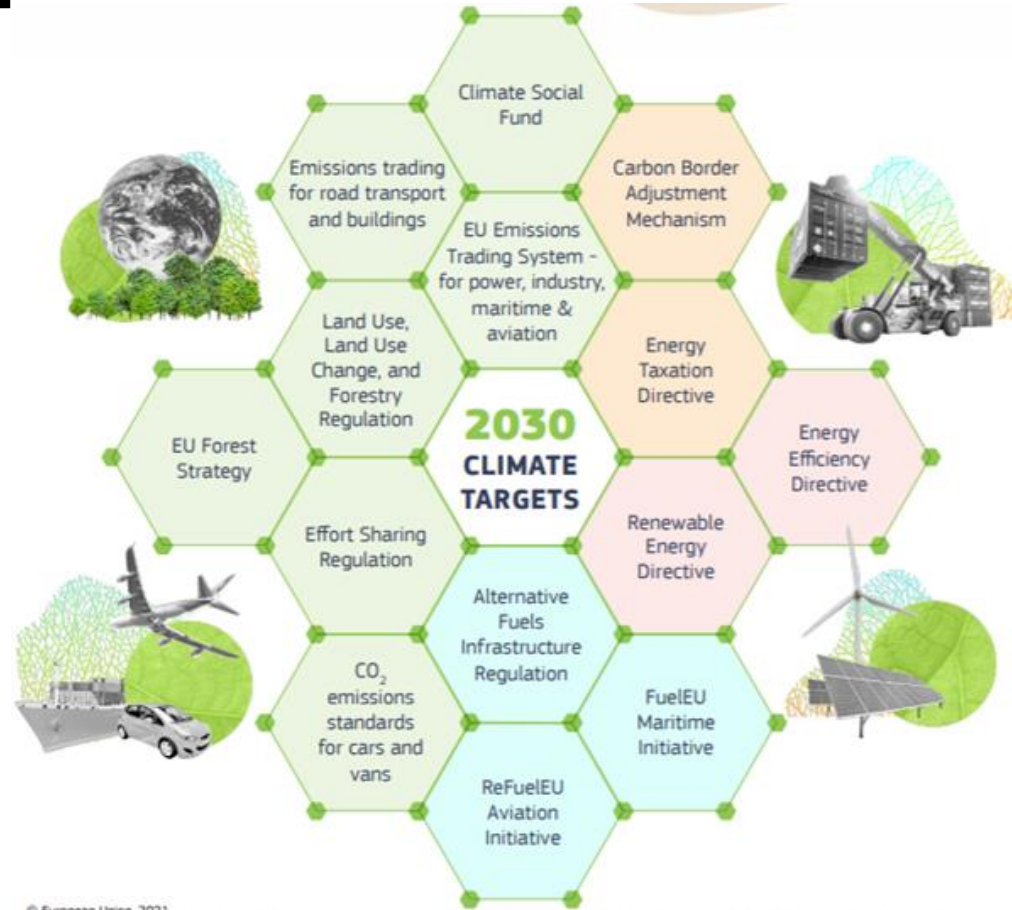 Climate Social
Fund
Emissions trading
for road transport
and buildings
Carbon Border
Adjustment
Mechanism
EU Emissions
Trading System -
for power, industry,
maritime &
aviation
Land Use,
Land Use
Change, and
Forestry
Regulation
Energy
Taxation
Directive
EU Forest
Strategy
2030
CLIMATE
TARGETS
Energy
Efficiency
Directive
Effort Sharing
Regulation
Renewable
Energy
Directive
Alternative
Fuels
Infrastructure
Regulation
CO₂
emissions
standards
for cars and
vans
FuelEU
Maritime
Initiative
ReFuelEU
Aviation
Initiative
© European Union, 2021